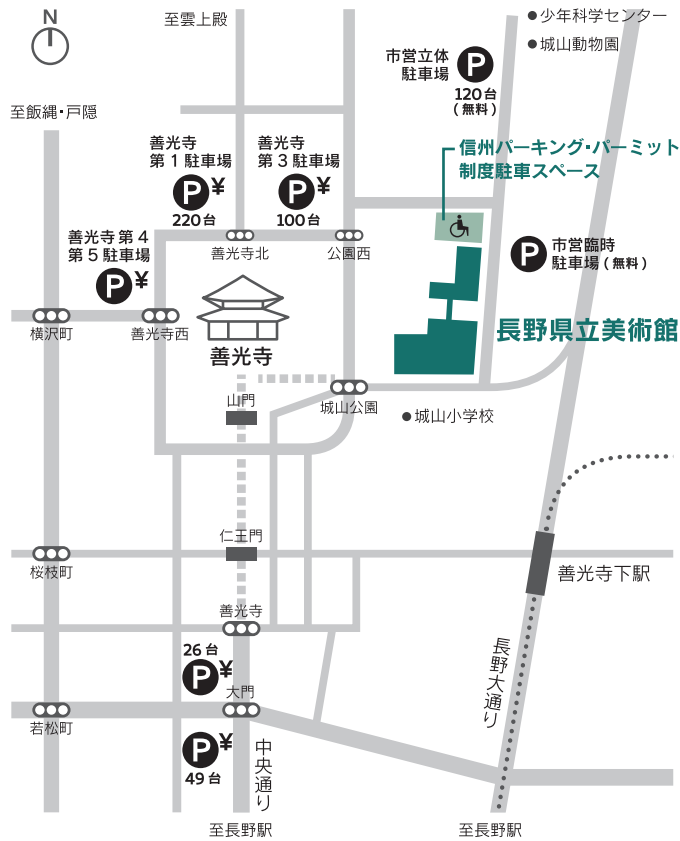 N
至雲上殿
少年科学センター
城山動物園
市営立体
駐車場
P
120台
(無料)
至飯縄・戸隠
善光寺
第1駐車場
P ¥
220台
善光寺
第3駐車場
P ¥
100台
信州パーキング・パーミット
制度駐車スペース
善光寺第4
第5駐車場
P ¥
善光寺北
公園西
P
市営臨時
駐車場(無料)
横沢町
善光寺西
善光寺
長野県立美術館
山門
城山公園
城山小学校
仁王門
桜枝町
善光寺下駅
善光寺
26台
P ¥
大門
長野大通り
若松町
P ¥
49台
中央通り
至長野駅
至長野駅